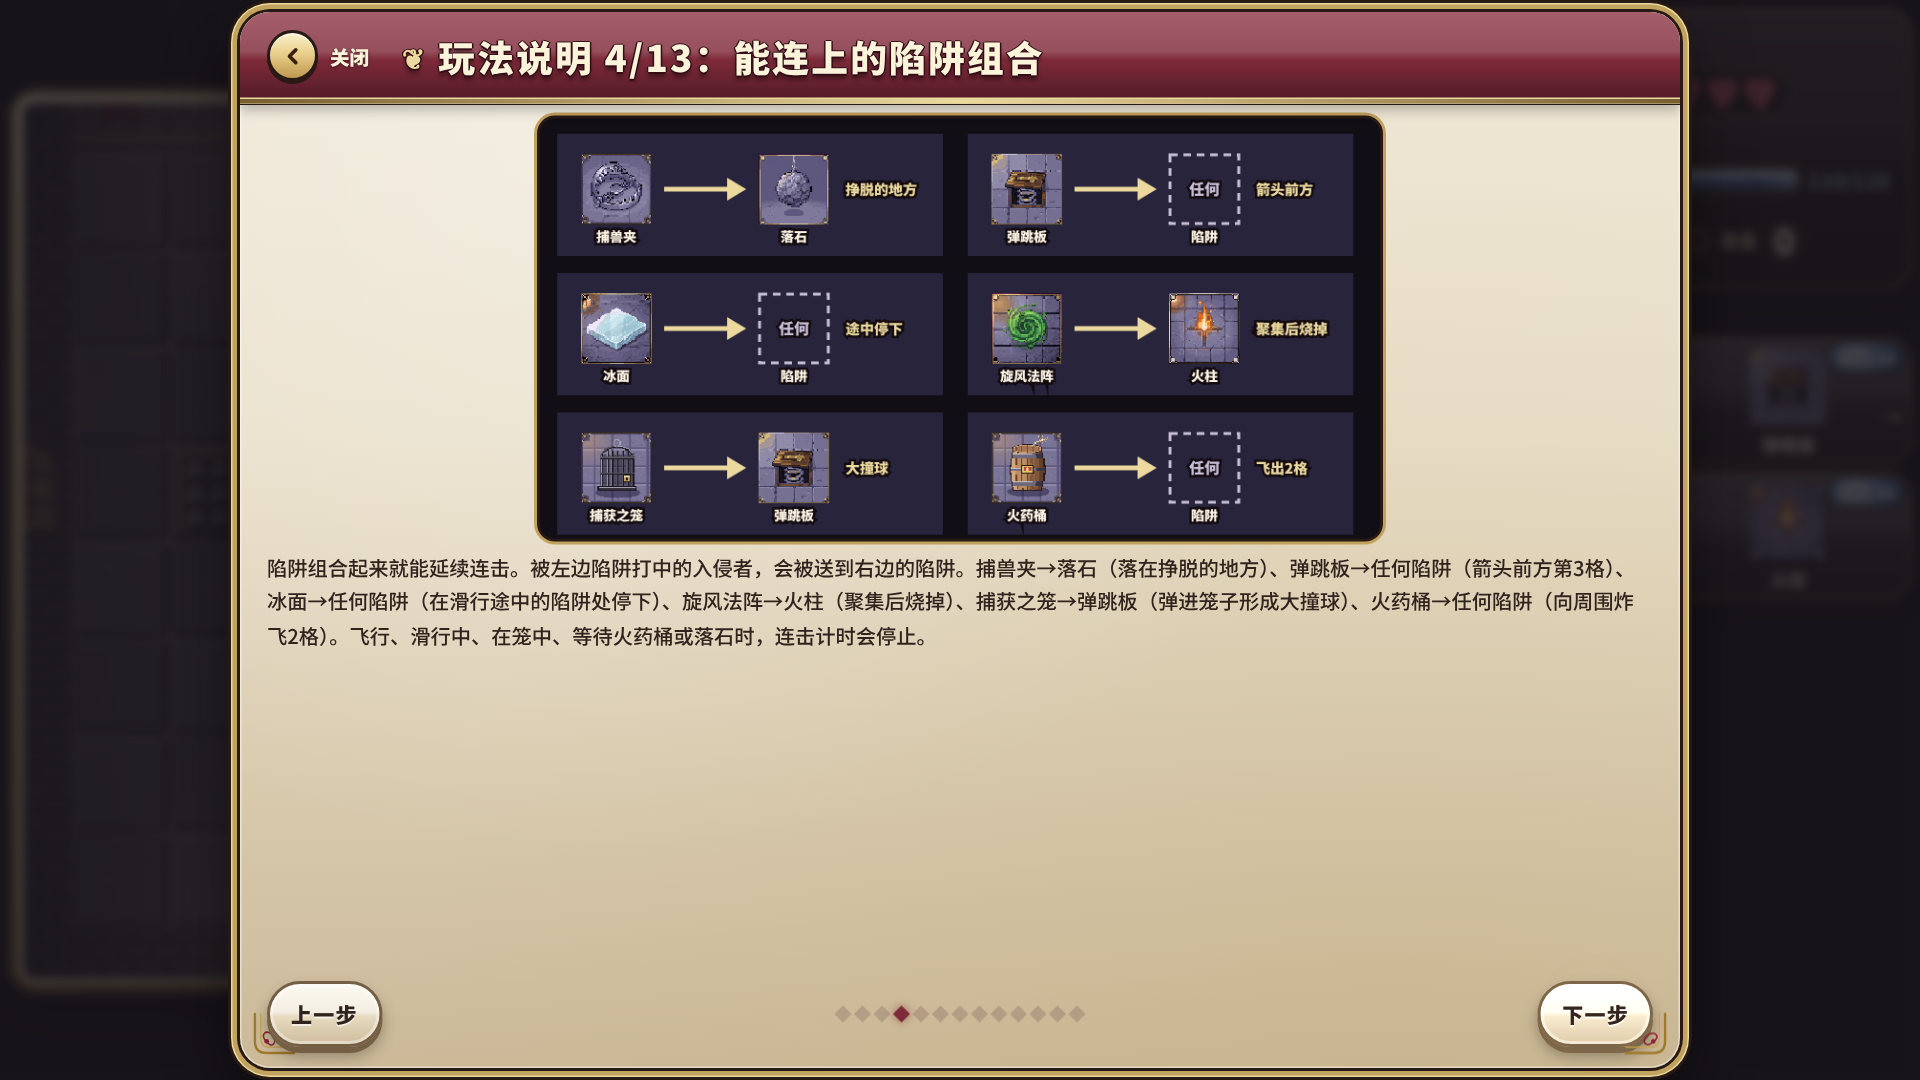 关闭
玩法说明 4/13：能连上的陷阱组合
捕兽夹
落石
挣脱的地方
弹跳板
任何
陷阱
箭头前方
冰面
任何
陷阱
途中停下
旋风法阵
火柱
聚集后烧掉
捕获之笼
弹跳板
大撞球
火药桶
任何
陷阱
飞出2格
陷阱组合起来就能延续连击。被左边陷阱打中的入侵者，会被送到右边的陷阱。捕兽夹→落石（落在挣脱的地方）、弹跳板→任何陷阱（箭头前方第3格）、
冰面→任何陷阱（在滑行途中的陷阱处停下）、旋风法阵→火柱（聚集后烧掉）、捕获之笼→弹跳板（弹进笼子形成大撞球）、火药桶→任何陷阱（向周围炸
飞2格）。飞行、滑行中、在笼中、等待火药桶或落石时，连击计时会停止。
上一步
下一步